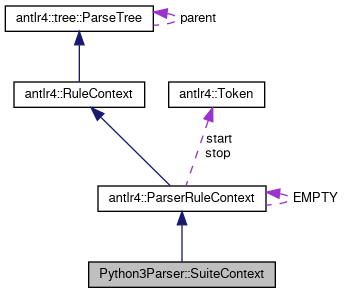 antlr4::tree::ParseTree
parent
antlr4::RuleContext
antlr4::Token
start
stop
antlr4::ParserRuleContext
EMPTY
Python3Parser::SuiteContext